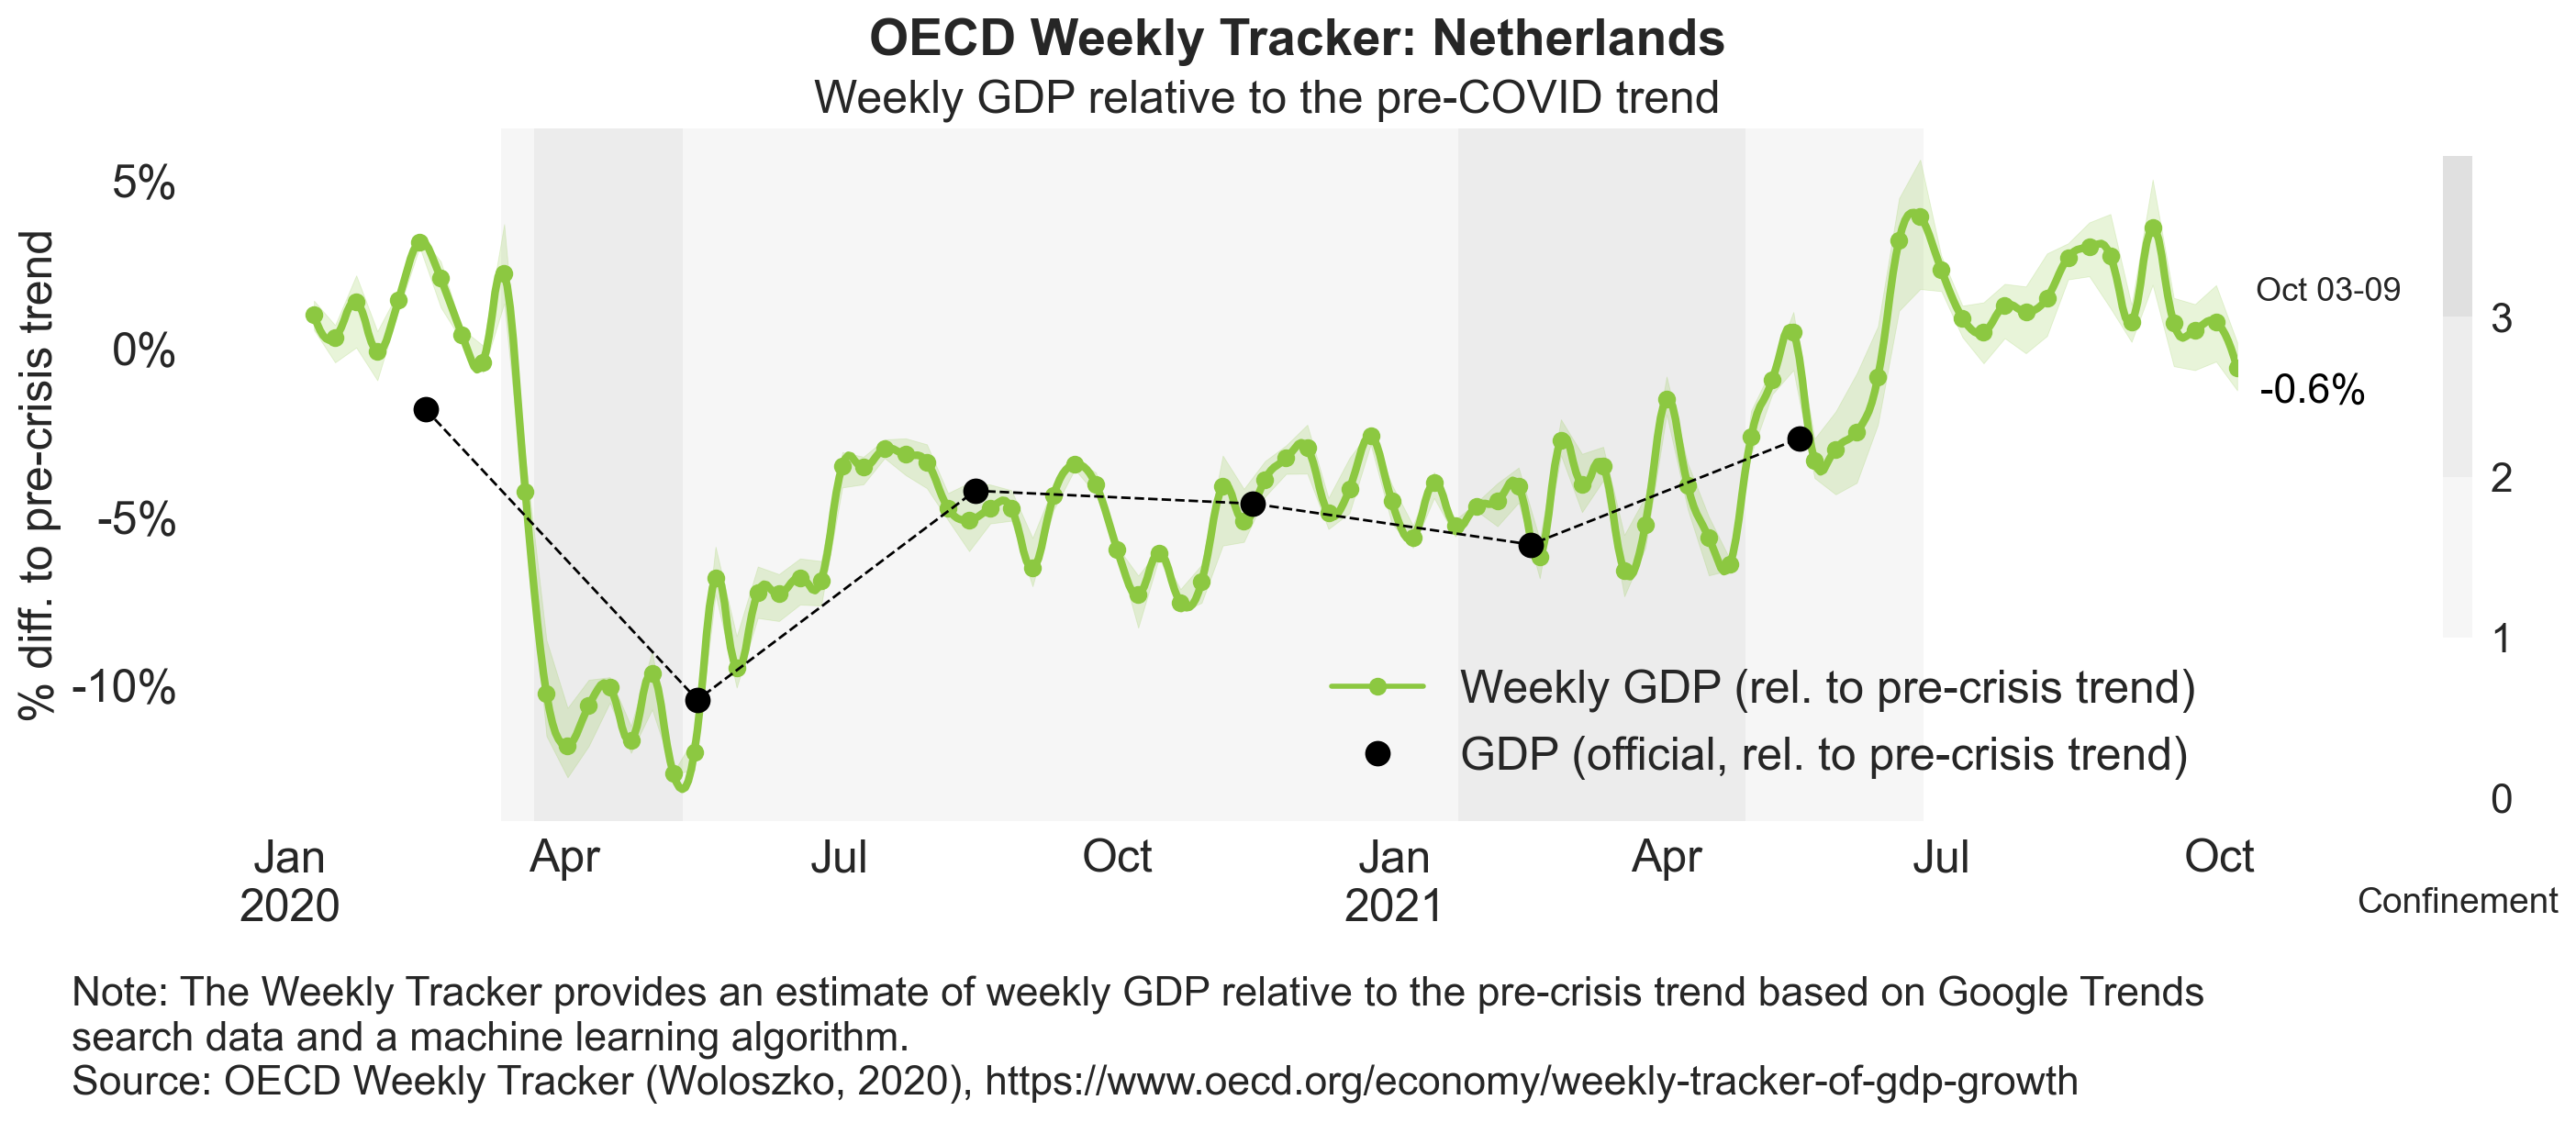 OECD Weekly Tracker: Netherlands
Weekly GDP relative to the pre-COVID trend
% diff. to pre-crisis trend
5%
0%
-5%
-10%
Oct 03-09
-0.6%
3
2
1
0
Confinement
Weekly GDP (rel. to pre-crisis trend)
GDP (official, rel. to pre-crisis trend)
Jan Apr Jul Oct Jan Apr Jul Oct
2020 2021
Note: The Weekly Tracker provides an estimate of weekly GDP relative to the pre-crisis trend based on Google Trends
search data and a machine learning algorithm.
Source: OECD Weekly Tracker (Woloszko, 2020), https://www.oecd.org/economy/weekly-tracker-of-gdp-growth